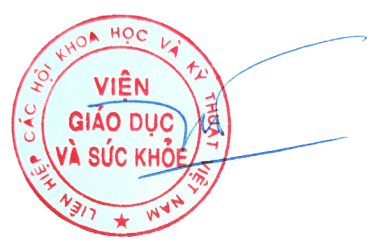 LIÊN HIỆP CÁC HỘI KHOA HỌC VÀ KỸ THUẬT VIỆT NAM
VIỆN
GIÁO DỤC
VÀ SỨC KHỎE